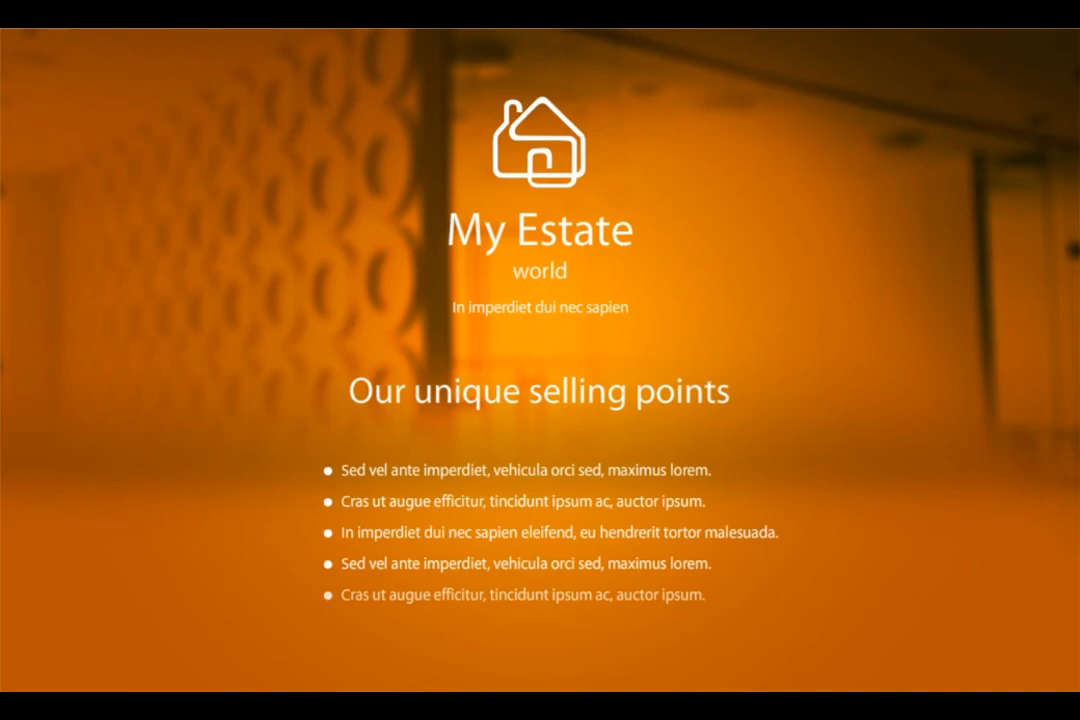 My Estate
world
In imperdiet dui nec sapien
Our unique selling points
Sed vel ante imperdiet, vehicula orci sed, maximus lorem.
Cras ut augue efficitur, tincidunt ipsum ac, auctor ipsum.
In imperdiet dui nec sapien eleifend, eu hendrerit tortor malesuada.
Sed vel ante imperdiet, vehicula orci sed, maximus lorem.
Cras ut augue efficitur, tincidunt ipsum ac, auctor ipsum.